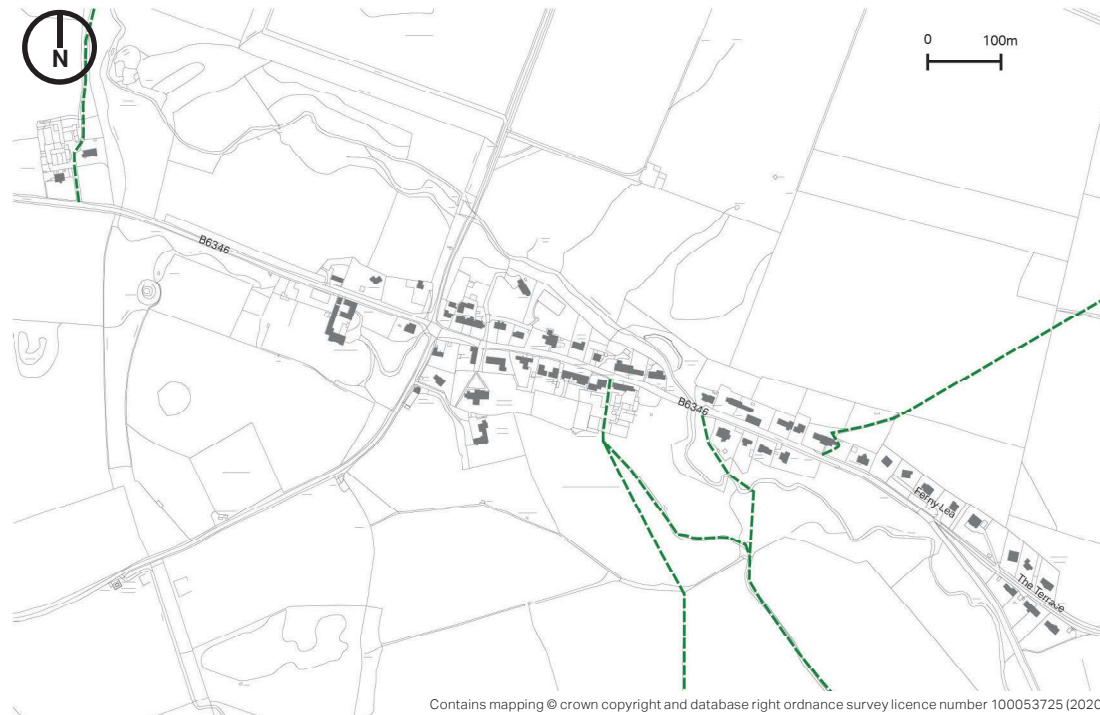 N
0 100m
B6346
B6346
Ferny Lea
The Terrace
Contains mapping © crown copyright and database right ordnance survey licence number 100053725 (2020